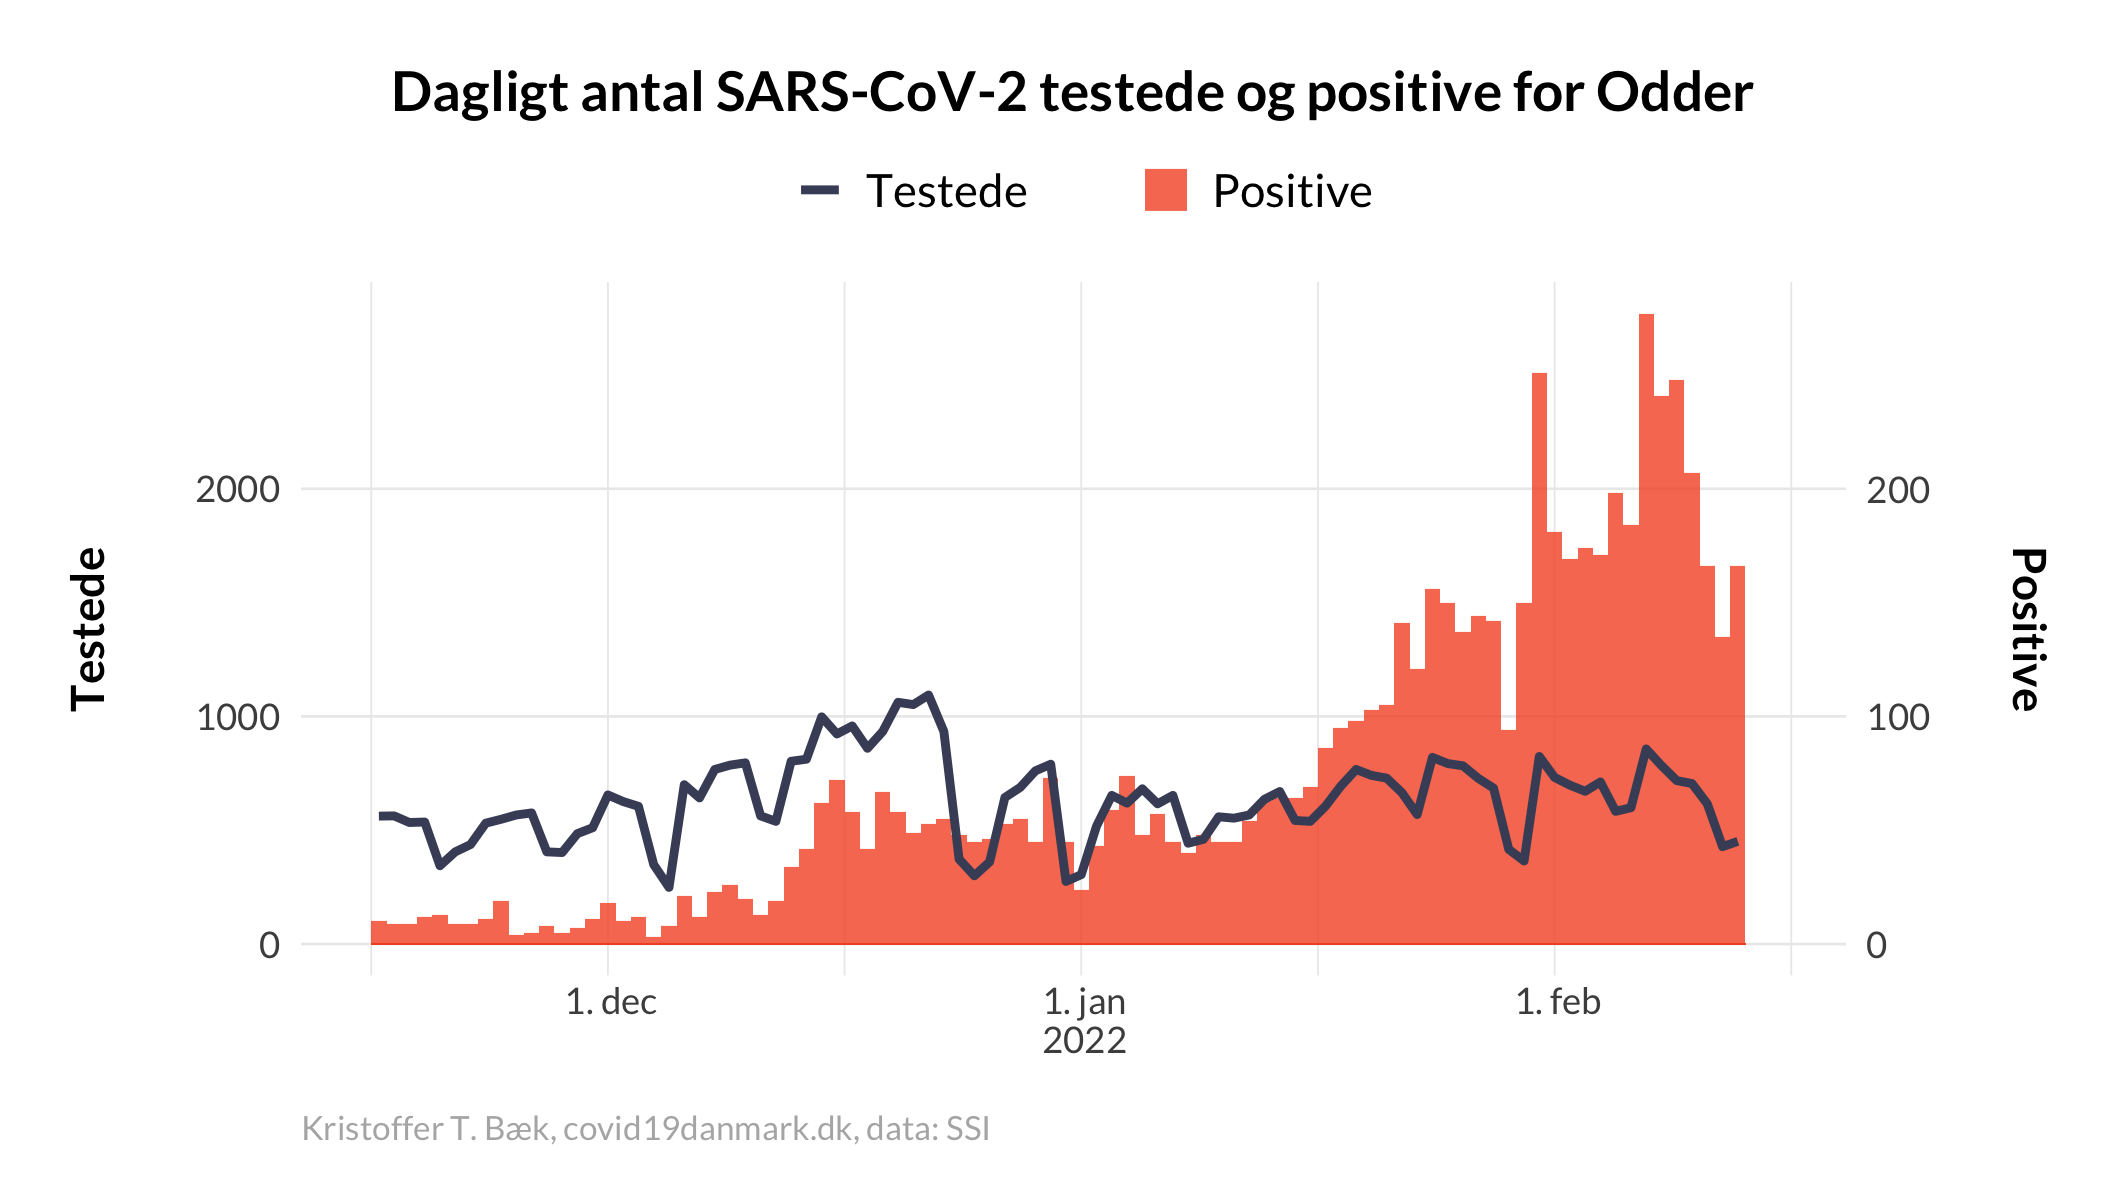 Dagligt antal SARS-CoV-2 testede og positive for Odder
Testede
Positive
2000
1000
0
Testede
200
100
0
Positive
1. dec
1. jan
2022
1. feb
Kristoffer T. Bæk, covid19danmark.dk, data: SSI